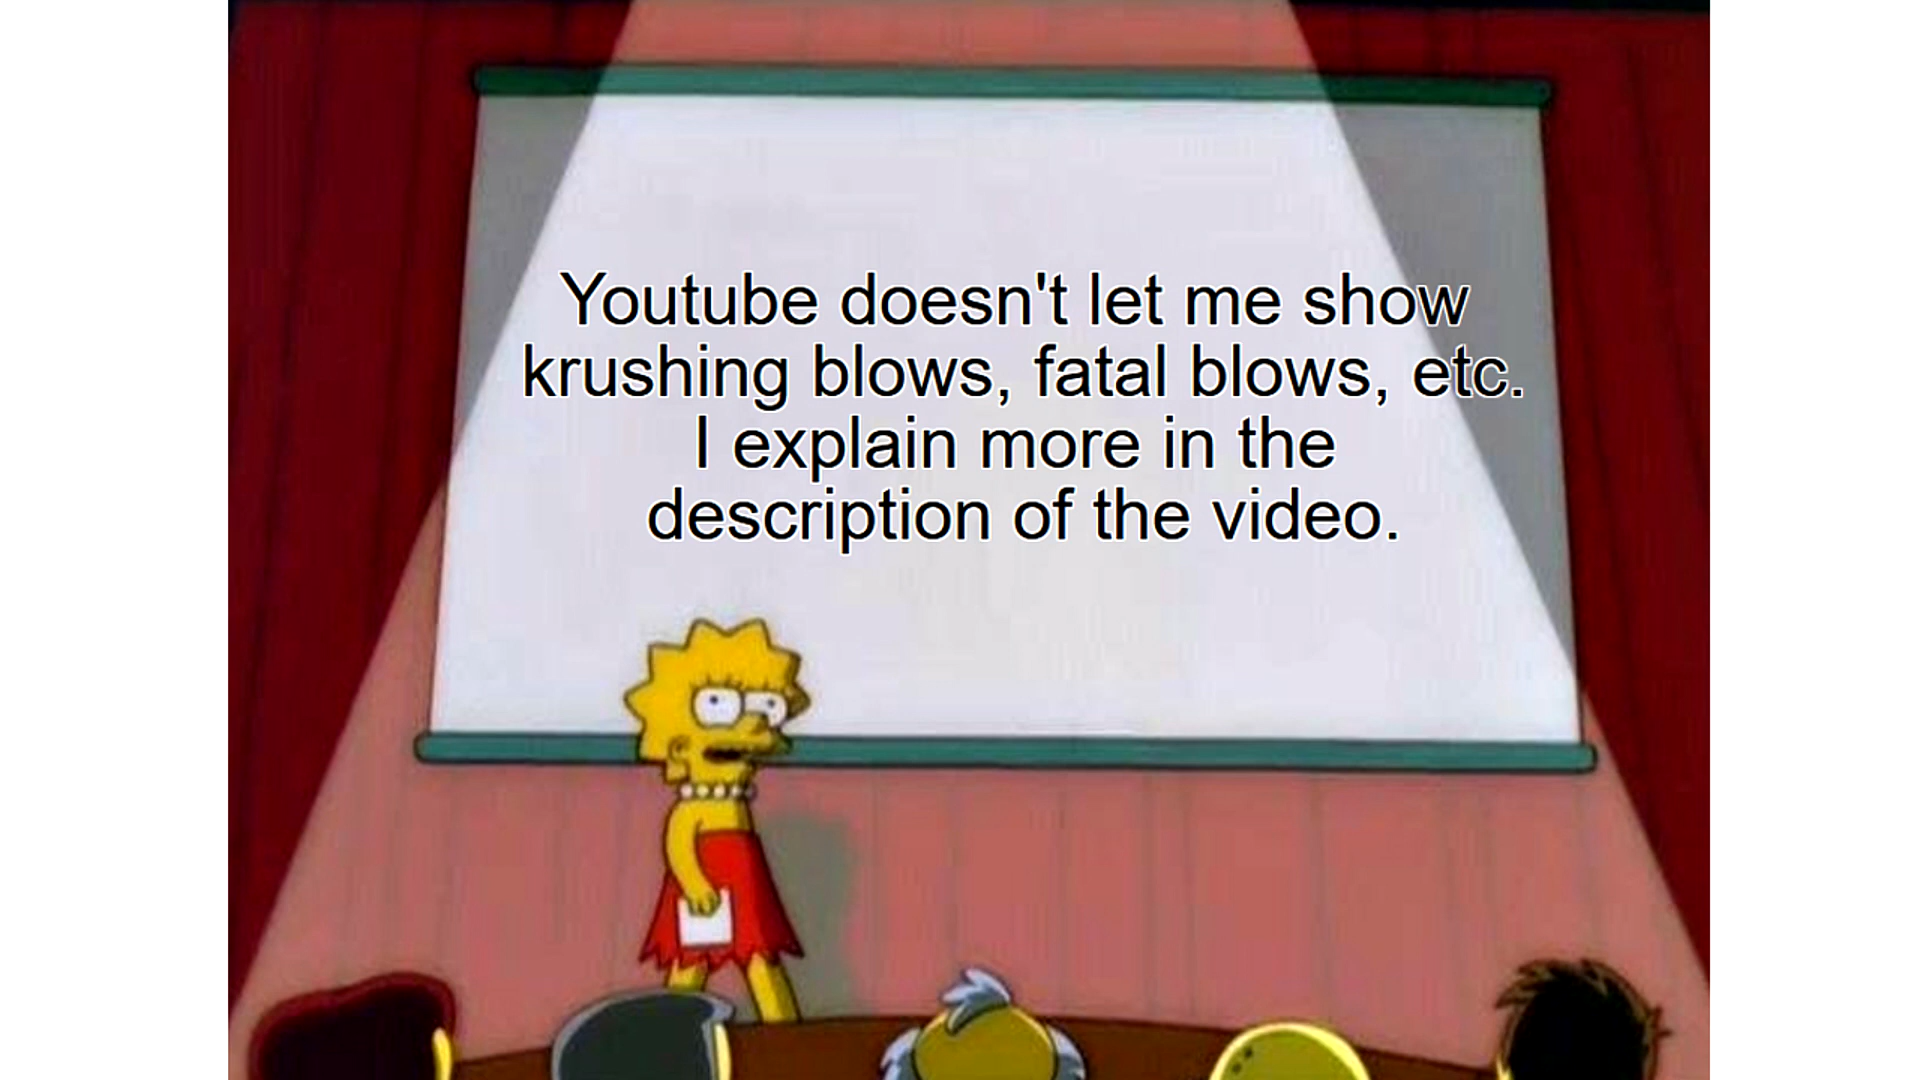 Youtube doesn't let me show
krushing blows, fatal blows, etc.
I explain more in the
description of the video.